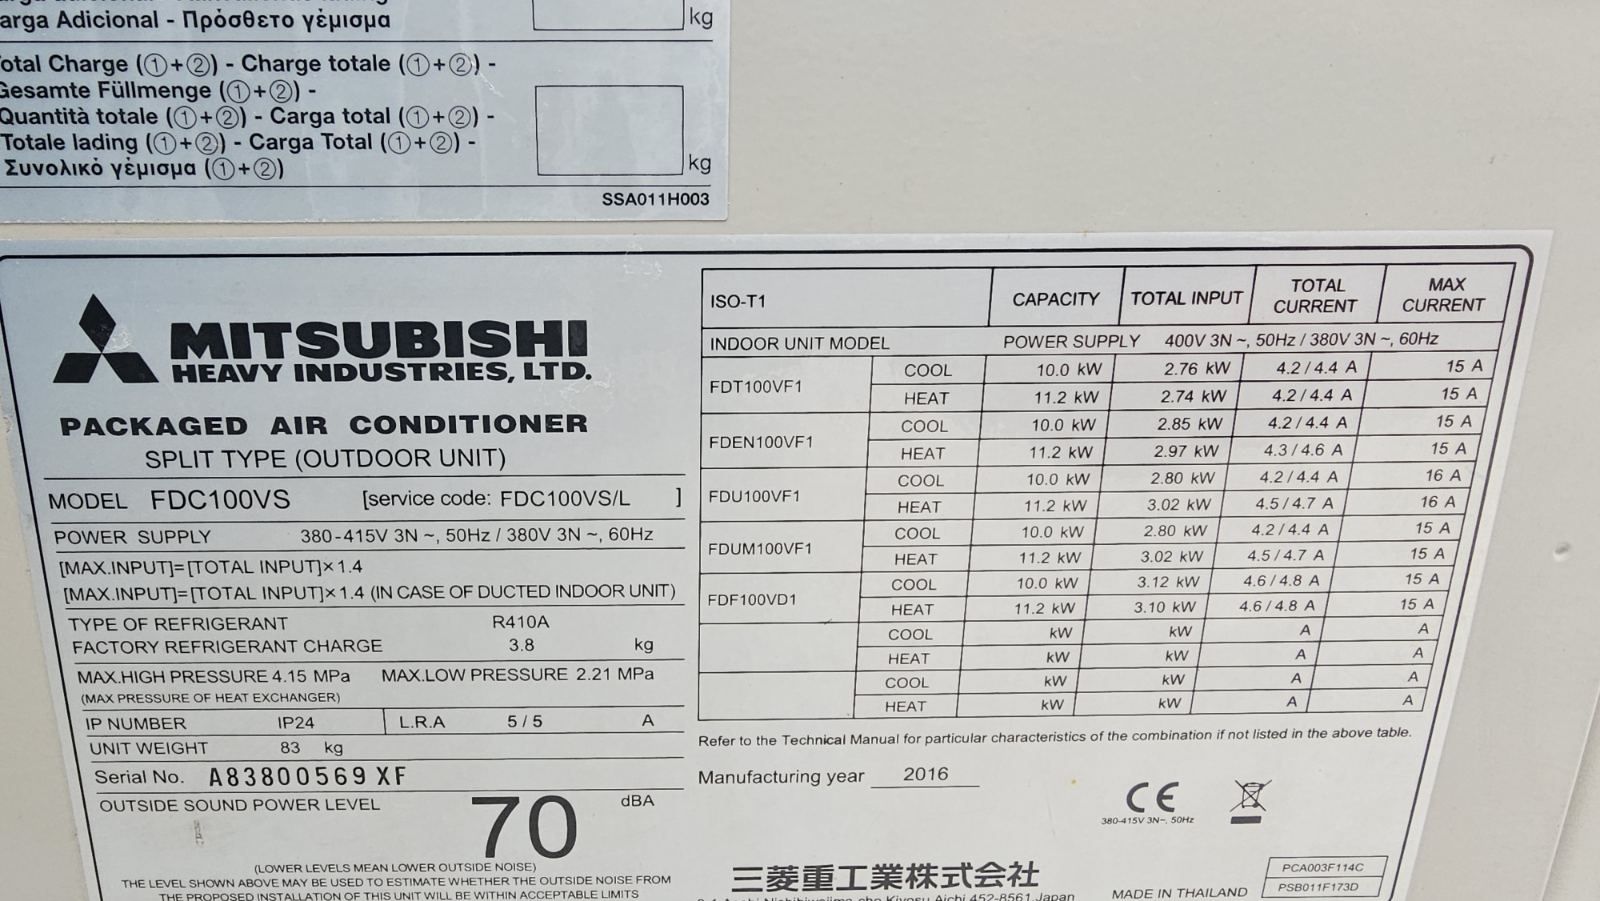 arga Adicional - Πρόσθετο γέμισμα
kg
otal Charge (①+②) - Charge totale (①+②) -
Gesamte Füllmenge (①+②) -
Quantità totale (①+②) - Carga total (①+②) -
Totale lading (①+②) - Carga Total (①+②) -
Συνολικό γέμισμα (①+②)
kg
SSA011H003
MITSUBISHI
HEAVY INDUSTRIES, LTD.
PACKAGED AIR CONDITIONER
SPLIT TYPE (OUTDOOR UNIT)
MODEL FDC100VS [service code: FDC100VS/L ]
POWER SUPPLY 380-415V 3N ~, 50Hz / 380V 3N ~, 60Hz
[MAX.INPUT]=[TOTAL INPUT]×1.4
[MAX.INPUT]=[TOTAL INPUT]×1.4 (IN CASE OF DUCTED INDOOR UNIT)
TYPE OF REFRIGERANT R410A
FACTORY REFRIGERANT CHARGE 3.8 kg
MAX.HIGH PRESSURE 4.15 MPa MAX.LOW PRESSURE 2.21 MPa
(MAX PRESSURE OF HEAT EXCHANGER)
IP NUMBER IP24 L.R.A 5 / 5 A
UNIT WEIGHT 83 kg
Serial No. A83800569XF
OUTSIDE SOUND POWER LEVEL 70 dBA
(LOWER LEVELS MEAN LOWER OUTSIDE NOISE)
THE LEVEL SHOWN ABOVE MAY BE USED TO ESTIMATE WHETHER THE OUTSIDE NOISE FROM
THE PROPOSED INSTALLATION OF THIS UNIT WILL BE WITHIN ACCEPTABLE LIMITS
ISO-T1 CAPACITY TOTAL INPUT TOTAL CURRENT MAX CURRENT
INDOOR UNIT MODEL POWER SUPPLY 400V 3N ~, 50Hz / 380V 3N ~, 60Hz
FDT100VF1 COOL 10.0 kW 2.76 kW 4.2 / 4.4 A 15 A
HEAT 11.2 kW 2.74 kW 4.2 / 4.4 A 15 A
FDEN100VF1 COOL 10.0 kW 2.85 kW 4.2 / 4.4 A 15 A
HEAT 11.2 kW 2.97 kW 4.3 / 4.6 A 15 A
FDU100VF1 COOL 10.0 kW 2.80 kW 4.2 / 4.4 A 16 A
HEAT 11.2 kW 3.02 kW 4.5 / 4.7 A 16 A
FDUM100VF1 COOL 10.0 kW 2.80 kW 4.2 / 4.4 A 15 A
HEAT 11.2 kW 3.02 kW 4.5 / 4.7 A 15 A
FDF100VD1 COOL 10.0 kW 3.12 kW 4.6 / 4.8 A 15 A
HEAT 11.2 kW 3.10 kW 4.6 / 4.8 A 15 A
COOL kW kW A A
HEAT kW kW A A
COOL kW kW A A
HEAT kW kW A A
Refer to the Technical Manual for particular characteristics of the combination if not listed in the above table.
Manufacturing year 2016
CE
380-415V 3N~, 50Hz
三菱重工業株式会社
MADE IN THAILAND
PCA003F114C
PSB011F173D